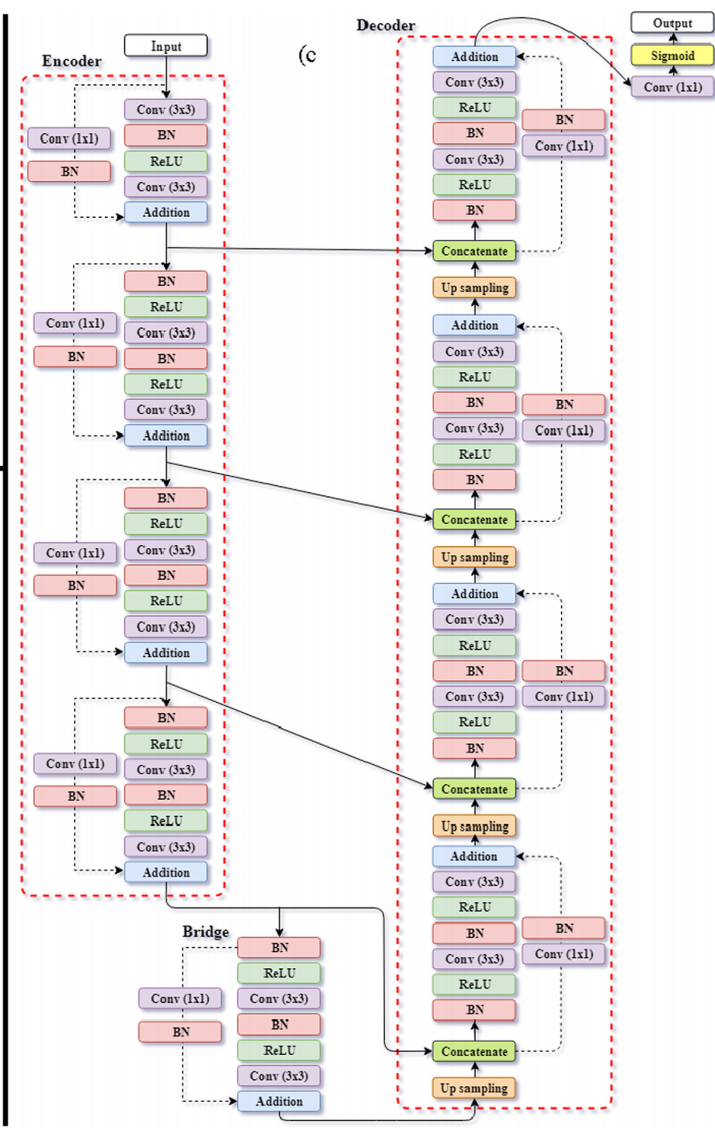 Input
Encoder
(c
Conv (3x3)
BN
ReLU
Conv (3x3)
Addition
Conv (1x1)
BN
BN
ReLU
Conv (3x3)
BN
ReLU
Conv (3x3)
Addition
Conv (1x1)
BN
BN
ReLU
Conv (3x3)
BN
ReLU
Conv (3x3)
Addition
Conv (1x1)
BN
BN
ReLU
Conv (3x3)
BN
ReLU
Conv (3x3)
Addition
Conv (1x1)
BN
Bridge
BN
ReLU
Conv (3x3)
BN
ReLU
Conv (3x3)
Addition
Conv (1x1)
BN
Decoder
Addition
Conv (3x3)
ReLU
BN
Conv (3x3)
ReLU
BN
Concatenate
Up sampling
BN
Conv (1x1)
Addition
Conv (3x3)
ReLU
BN
Conv (3x3)
ReLU
BN
Concatenate
Up sampling
BN
Conv (1x1)
Addition
Conv (3x3)
ReLU
BN
Conv (3x3)
ReLU
BN
Concatenate
Up sampling
BN
Conv (1x1)
Addition
Conv (3x3)
ReLU
BN
Conv (3x3)
ReLU
BN
Concatenate
Up sampling
BN
Conv (1x1)
Output
Sigmoid
Conv (1x1)